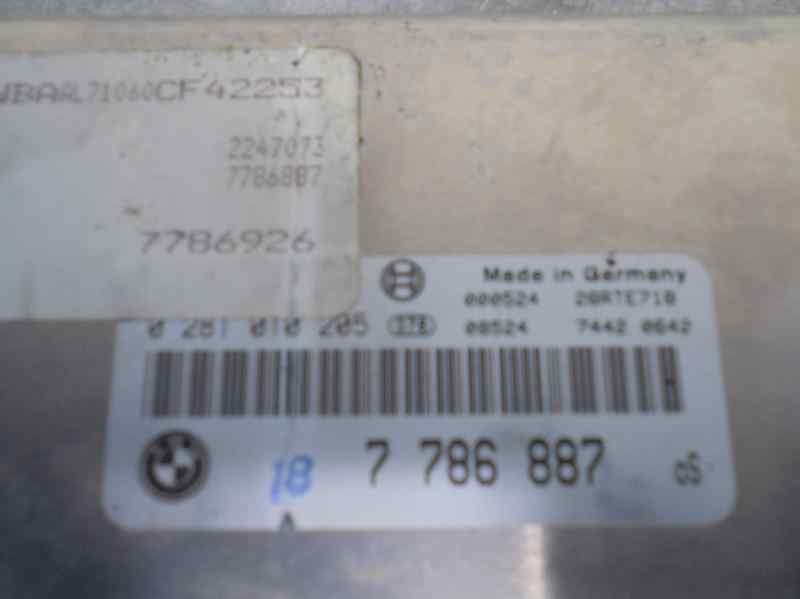 WBAAL71060CF42253
2247073
7786887
7786926
Made in Germany
000524 28RTE718
0 281 010 205 08524 7442 0642
18 7 786 887 05